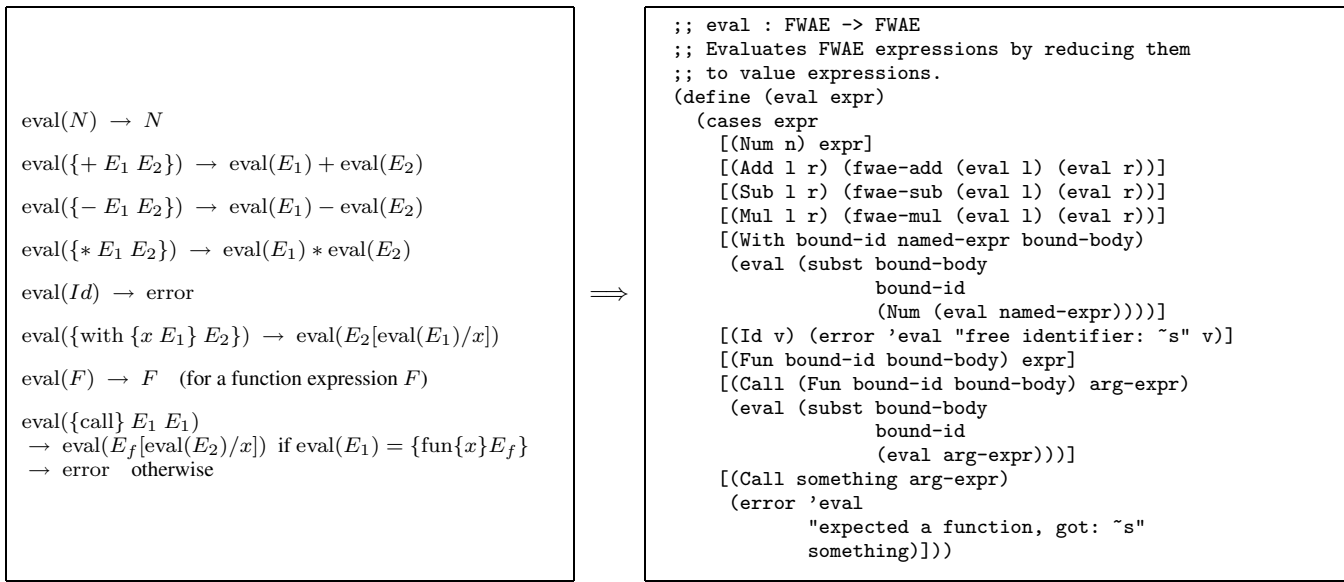 eval(N) → N
eval({+ E₁ E₂}) → eval(E₁) + eval(E₂)
eval({− E₁ E₂}) → eval(E₁) − eval(E₂)
eval({∗ E₁ E₂}) → eval(E₁) ∗ eval(E₂)
eval(Id) → error
eval({with {x E₁} E₂}) → eval(E₂[eval(E₁)/x])
eval(F) → F (for a function expression F)
eval({call} E₁ E₁)
→ eval(E_f[eval(E₂)/x]) if eval(E₁) = {fun{x}E_f}
→ error otherwise
⟹
;; eval : FWAE -> FWAE
;; Evaluates FWAE expressions by reducing them
;; to value expressions.
(define (eval expr)
(cases expr
[(Num n) expr]
[(Add l r) (fwae-add (eval l) (eval r))]
[(Sub l r) (fwae-sub (eval l) (eval r))]
[(Mul l r) (fwae-mul (eval l) (eval r))]
[(With bound-id named-expr bound-body)
(eval (subst bound-body
bound-id
(Num (eval named-expr))))]
[(Id v) (error 'eval "free identifier: ~s" v)]
[(Fun bound-id bound-body) expr]
[(Call (Fun bound-id bound-body) arg-expr)
(eval (subst bound-body
bound-id
(eval arg-expr)))]
[(Call something arg-expr)
(error 'eval
"expected a function, got: ~s"
something)]))